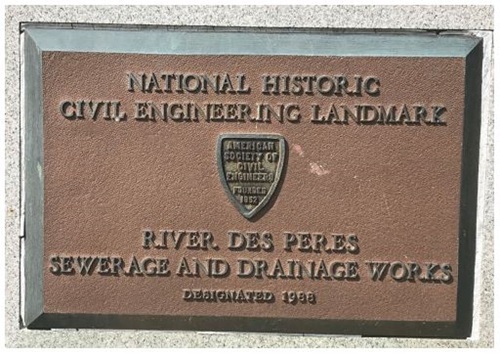 NATIONAL HISTORIC
CIVIL ENGINEERING LANDMARK
AMERICAN
SOCIETY OF
CIVIL
ENGINEERS
FOUNDED
1852
RIVER DES PERES
SEWERAGE AND DRAINAGE WORKS
DESIGNATED 1988